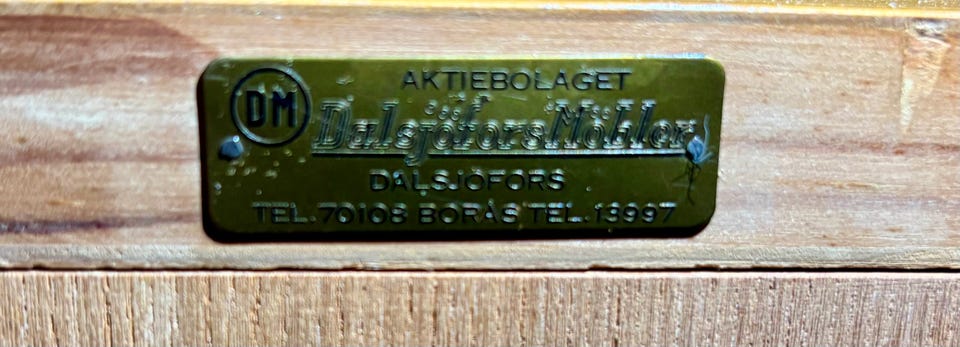 DM
AKTIEBOLAGET
Dalsjöfors Möbler
DALSJÖFORS
TEL. 70108 BORÅS TEL. 13997